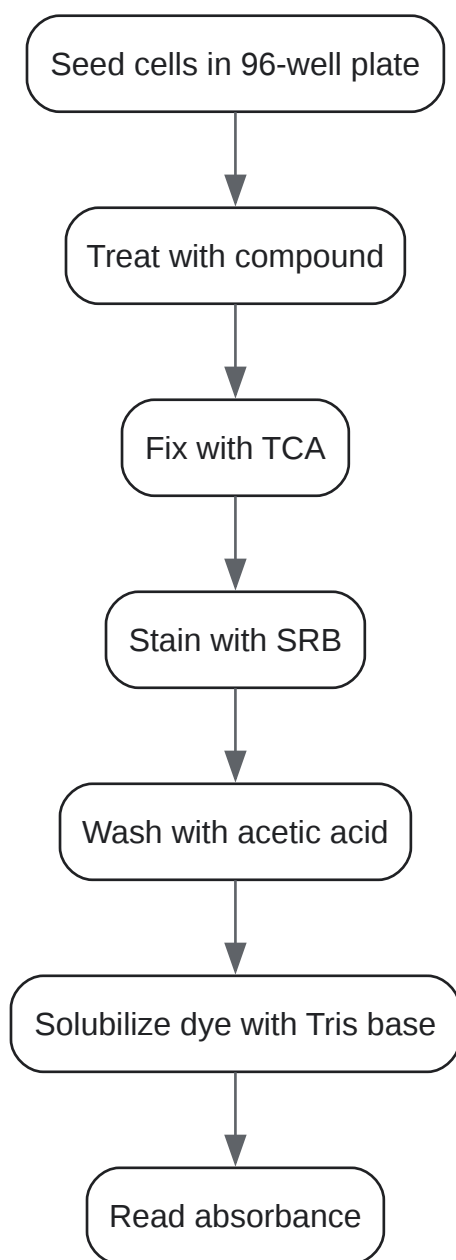 Seed cells in 96-well plate
Treat with compound
Fix with TCA
Stain with SRB
Wash with acetic acid
Solubilize dye with Tris base
Read absorbance